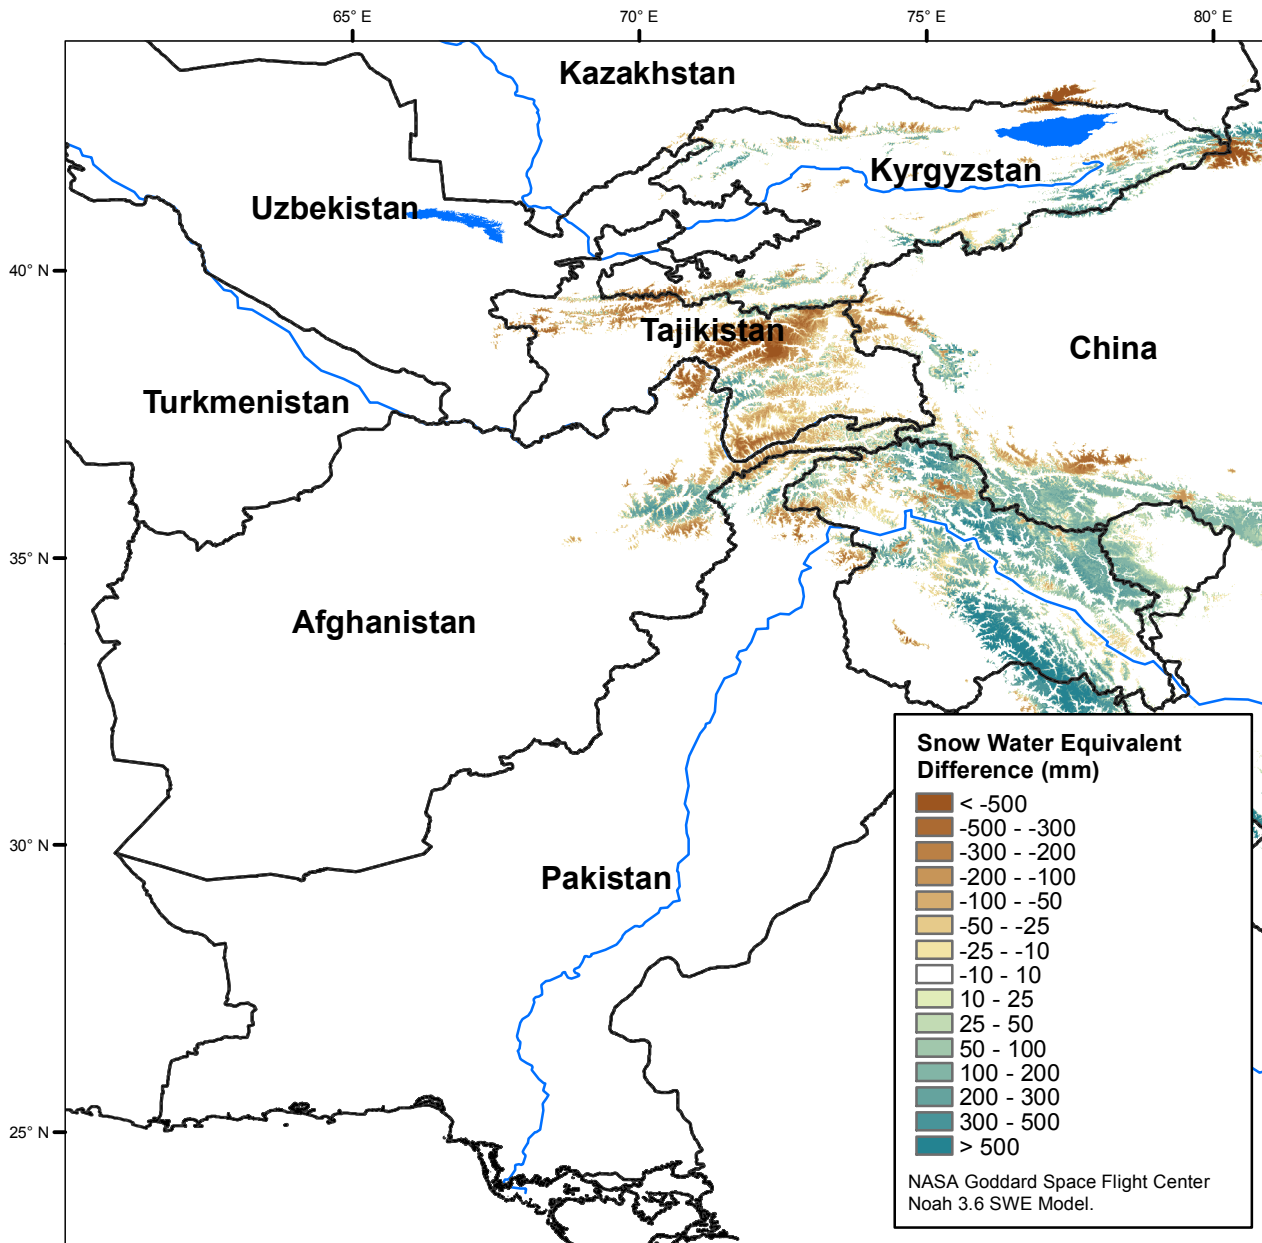 65° E
70° E
75° E
80° E
Kazakhstan
Kyrgyzstan
Uzbekistan
40° N
Tajikistan
China
Turkmenistan
35° N
Afghanistan
30° N
Pakistan
25° N
Snow Water Equivalent
Difference (mm)
< -500
-500 - -300
-300 - -200
-200 - -100
-100 - -50
-50 - -25
-25 - -10
-10 - 10
10 - 25
25 - 50
50 - 100
100 - 200
200 - 300
300 - 500
> 500
NASA Goddard Space Flight Center
Noah 3.6 SWE Model.